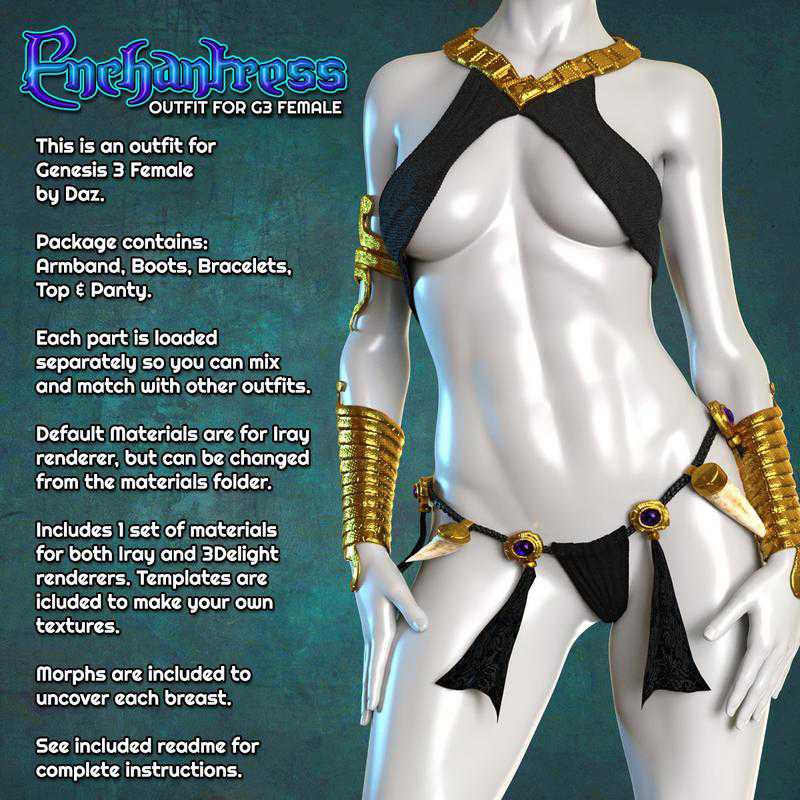 Enchantress
OUTFIT FOR G3 FEMALE
This is an outfit for
Genesis 3 Female
by Daz.
Package contains:
Armband, Boots, Bracelets,
Top & Panty.
Each part is loaded
separately so you can mix
and match with other outfits.
Default Materials are for Iray
renderer, but can be changed
from the materials folder.
Includes 1 set of materials
for both Iray and 3Delight
renderers. Templates are
icluded to make your own
textures.
Morphs are included to
uncover each breast.
See included readme for
complete instructions.